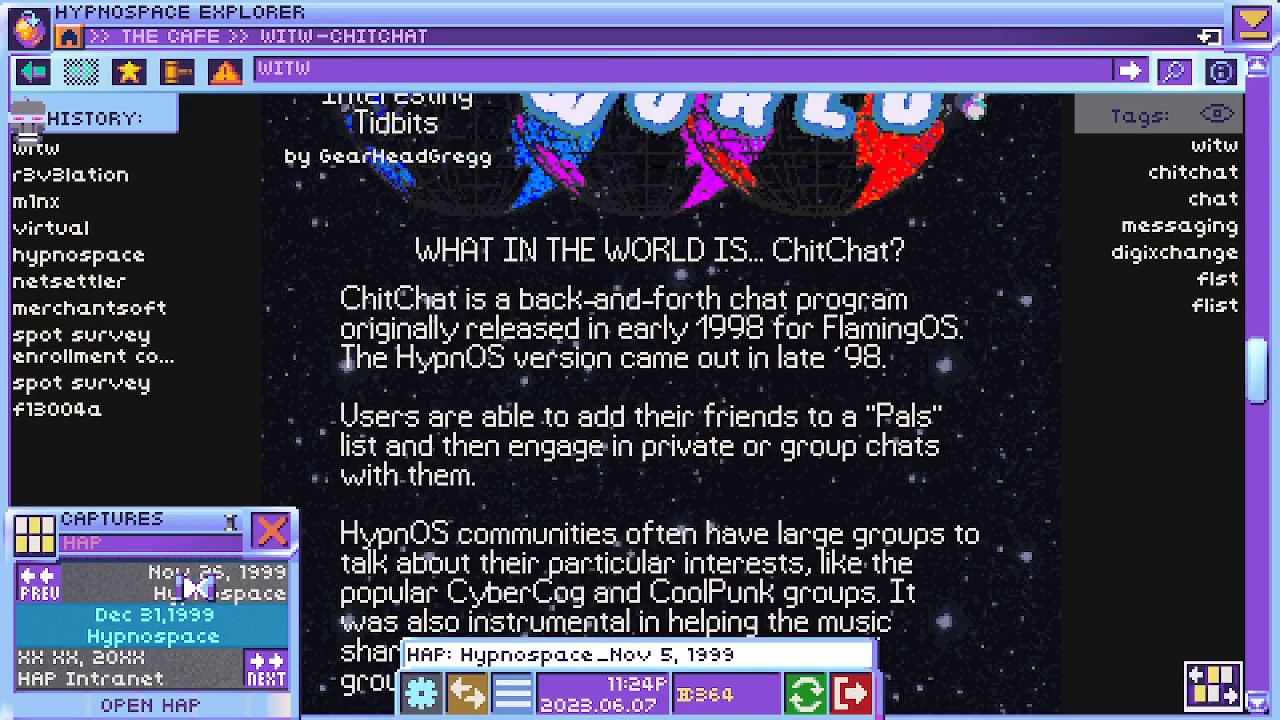 HYPNOSPACE EXPLORER
>> THE CAFE >> WITW-CHITCHAT
WITW
HISTORY:
witw
r3v3lation
m1nx
virtual
hypnospace
netsettler
merchantsoft
spot survey
enrollment co...
spot survey
f13004a
Interesting
Tidbits
by GearHeadGregg
WORLD
WHAT IN THE WORLD IS... ChitChat?
ChitChat is a back-and-forth chat program
originally released in early 1998 for FlamingOS.
The HypnOS version came out in late '98.
Users are able to add their friends to a "Pals"
list and then engage in private or group chats
with them.
HypnOS communities often have large groups to
talk about their particular interests, like the
popular CyberCog and CoolPunk groups. It
was also instrumental in helping the music
shar
grou
Tags:
witw
chitchat
chat
messaging
digixchange
flst
flist
CAPTURES
HAP
PREV
Nov 26, 1999
Hypnospace
Dec 31,1999
Hypnospace
XX XX, 20XX
HAP Intranet
NEXT
OPEN HAP
HAP: Hypnospace_Nov 5, 1999
11:24P
2023.06.07
364